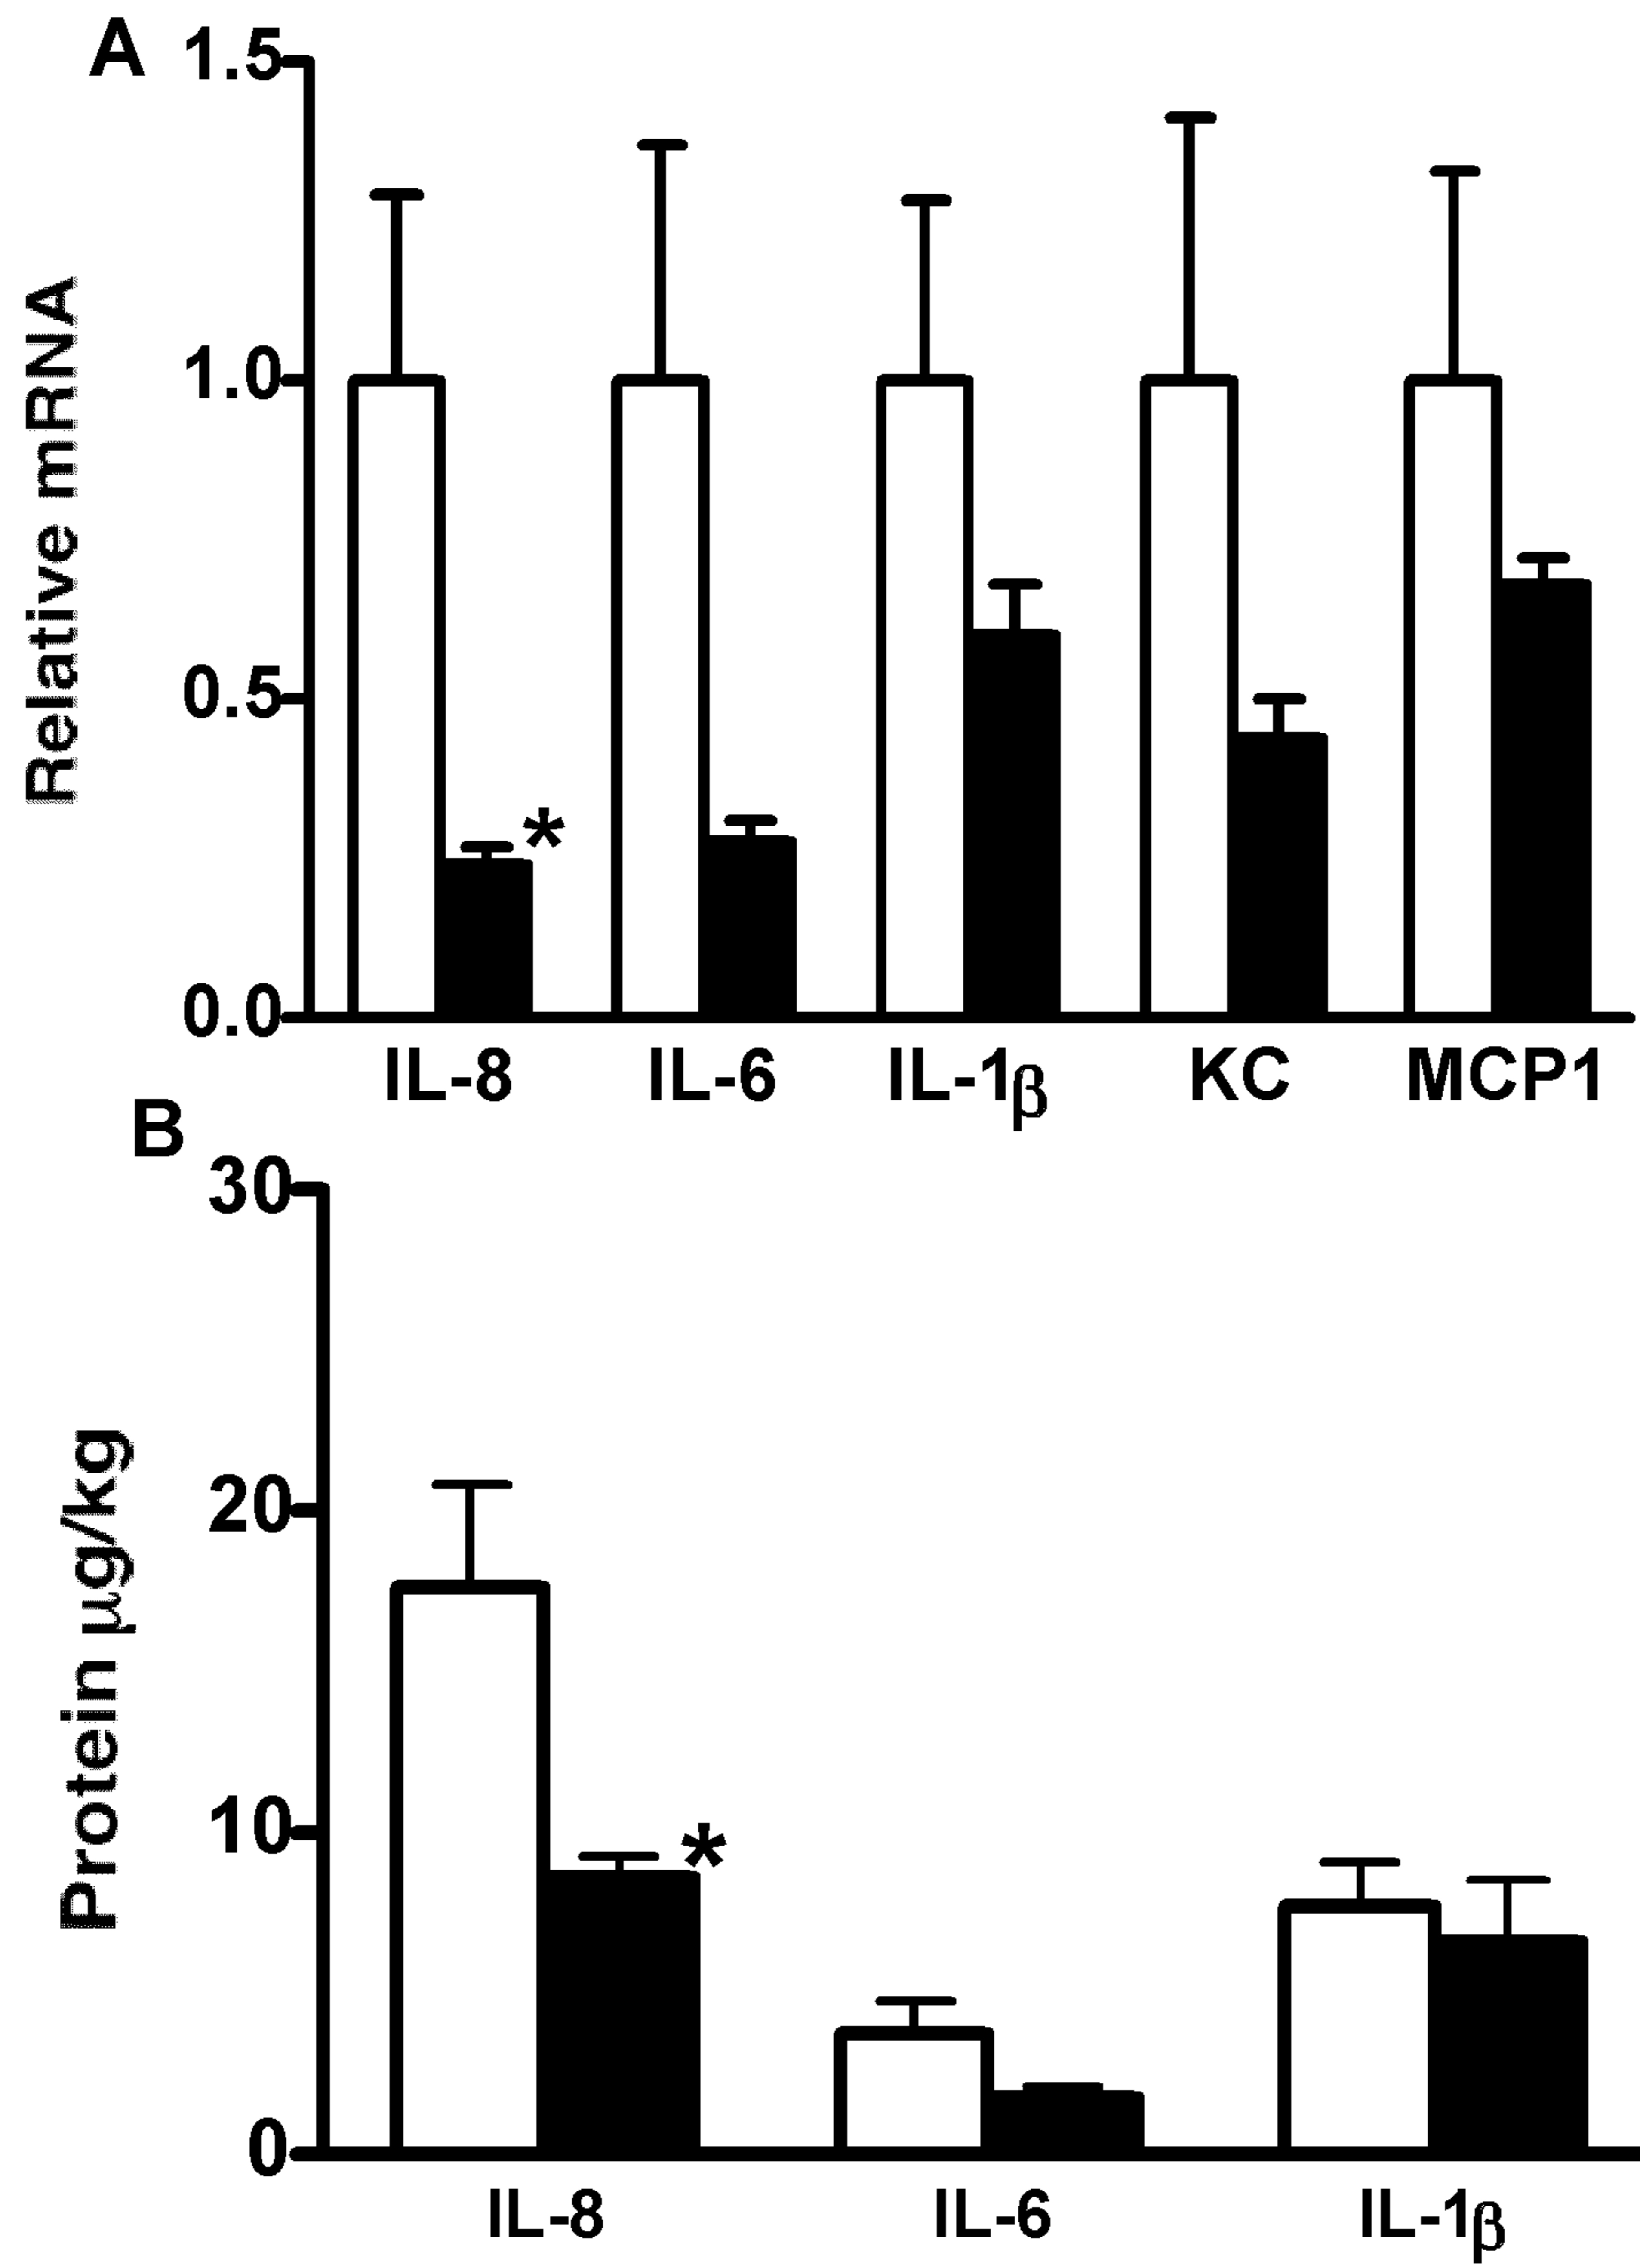 A
1.5
1.0
0.5
0.0
Relative mRNA
*
IL-8 IL-6 IL-1β KC MCP1
B
30
20
10
0
Protein µg/kg
*
IL-8 IL-6 IL-1β